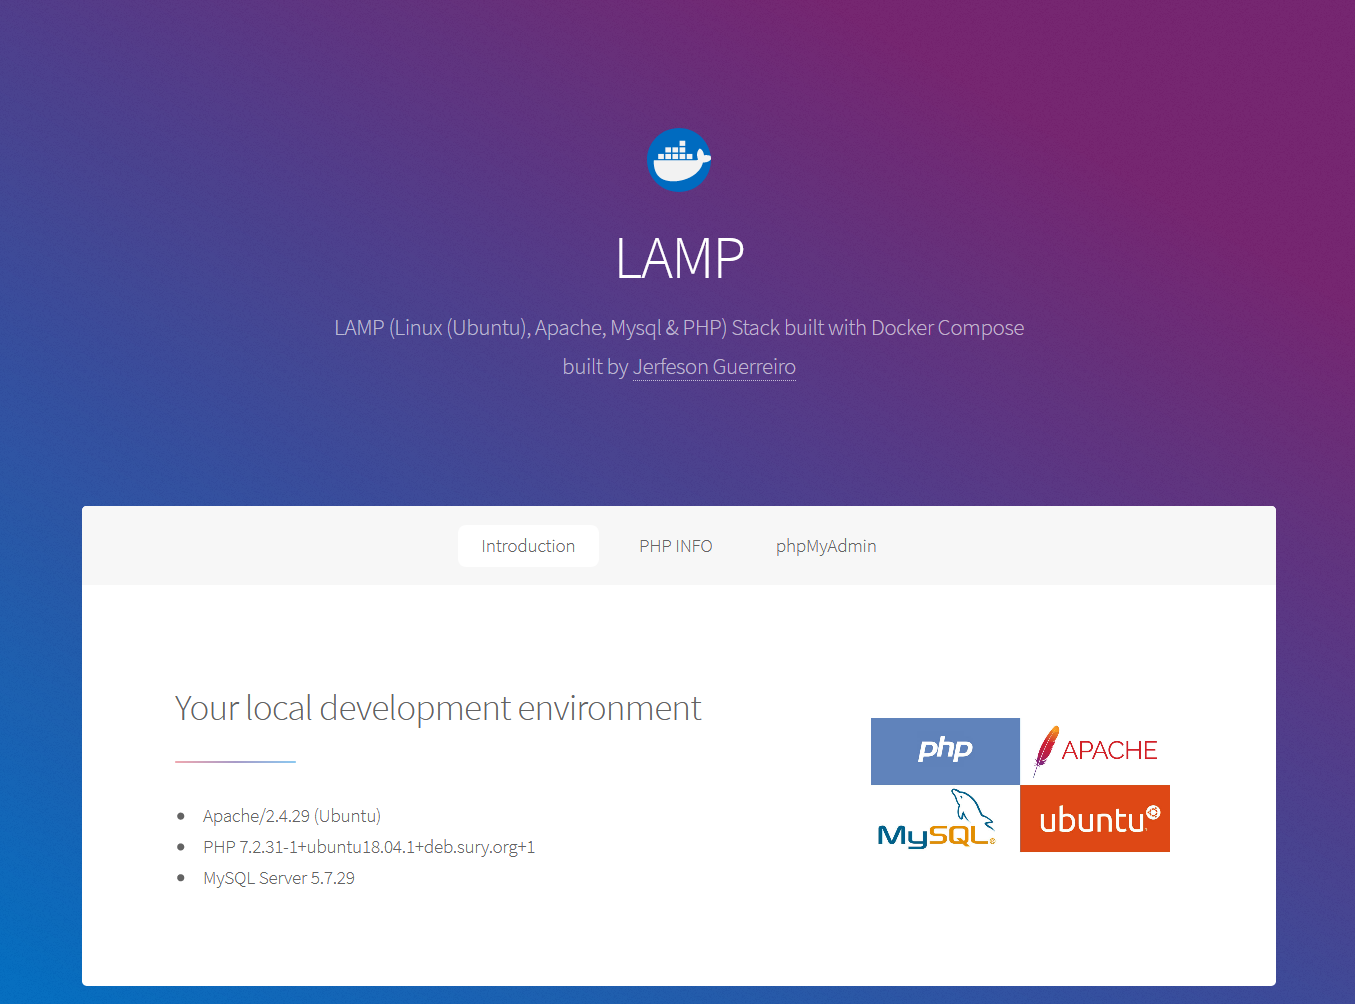 LAMP
LAMP (Linux (Ubuntu), Apache, Mysql & PHP) Stack built with Docker Compose
built by Jerfeson Guerreiro
Introduction
PHP INFO
phpMyAdmin
Your local development environment
Apache/2.4.29 (Ubuntu)
PHP 7.2.31-1+ubuntu18.04.1+deb.sury.org+1
MySQL Server 5.7.29
php
APACHE
MySQL
ubuntu